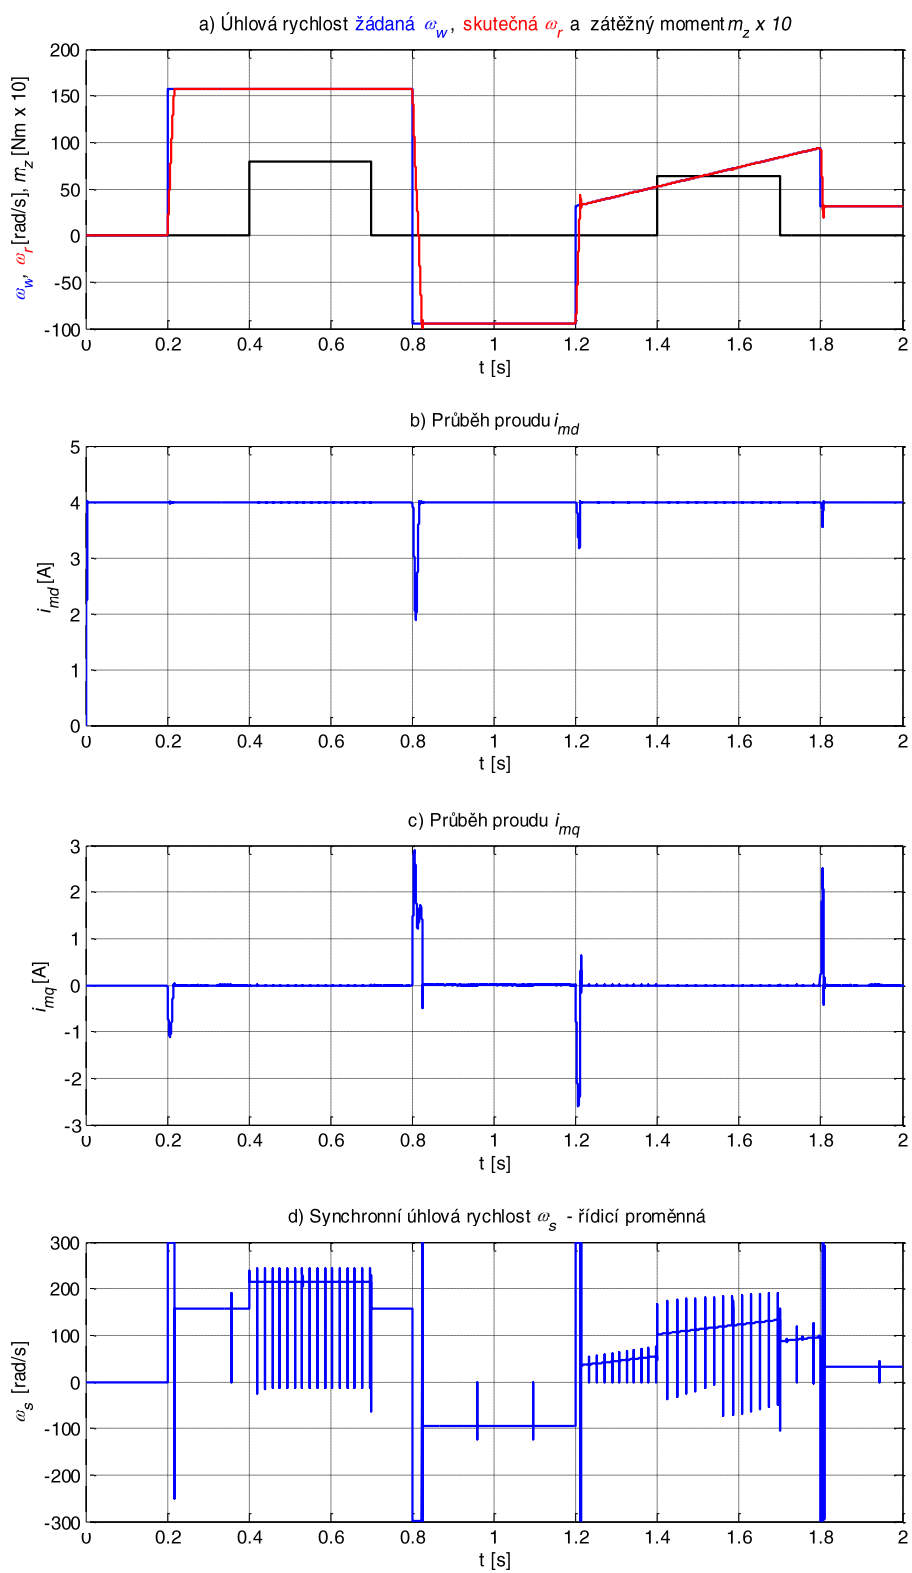 a) Úhlová rychlost žádaná ω_w, skutečná ω_r a zátěžný moment m_z x 10
200
150
100
50
0
-50
-100
ω_w, ω_r [rad/s], m_z [Nm x 10]
0 0.2 0.4 0.6 0.8 1 1.2 1.4 1.6 1.8 2
t [s]
b) Průběh proudu i_md
5
4
3
2
1
0
i_md [A]
0 0.2 0.4 0.6 0.8 1 1.2 1.4 1.6 1.8 2
t [s]
c) Průběh proudu i_mq
3
2
1
0
-1
-2
-3
i_mq [A]
0 0.2 0.4 0.6 0.8 1 1.2 1.4 1.6 1.8 2
t [s]
d) Synchronní úhlová rychlost ω_s - řídicí proměnná
300
200
100
0
-100
-200
-300
ω_s [rad/s]
0 0.2 0.4 0.6 0.8 1 1.2 1.4 1.6 1.8 2
t [s]